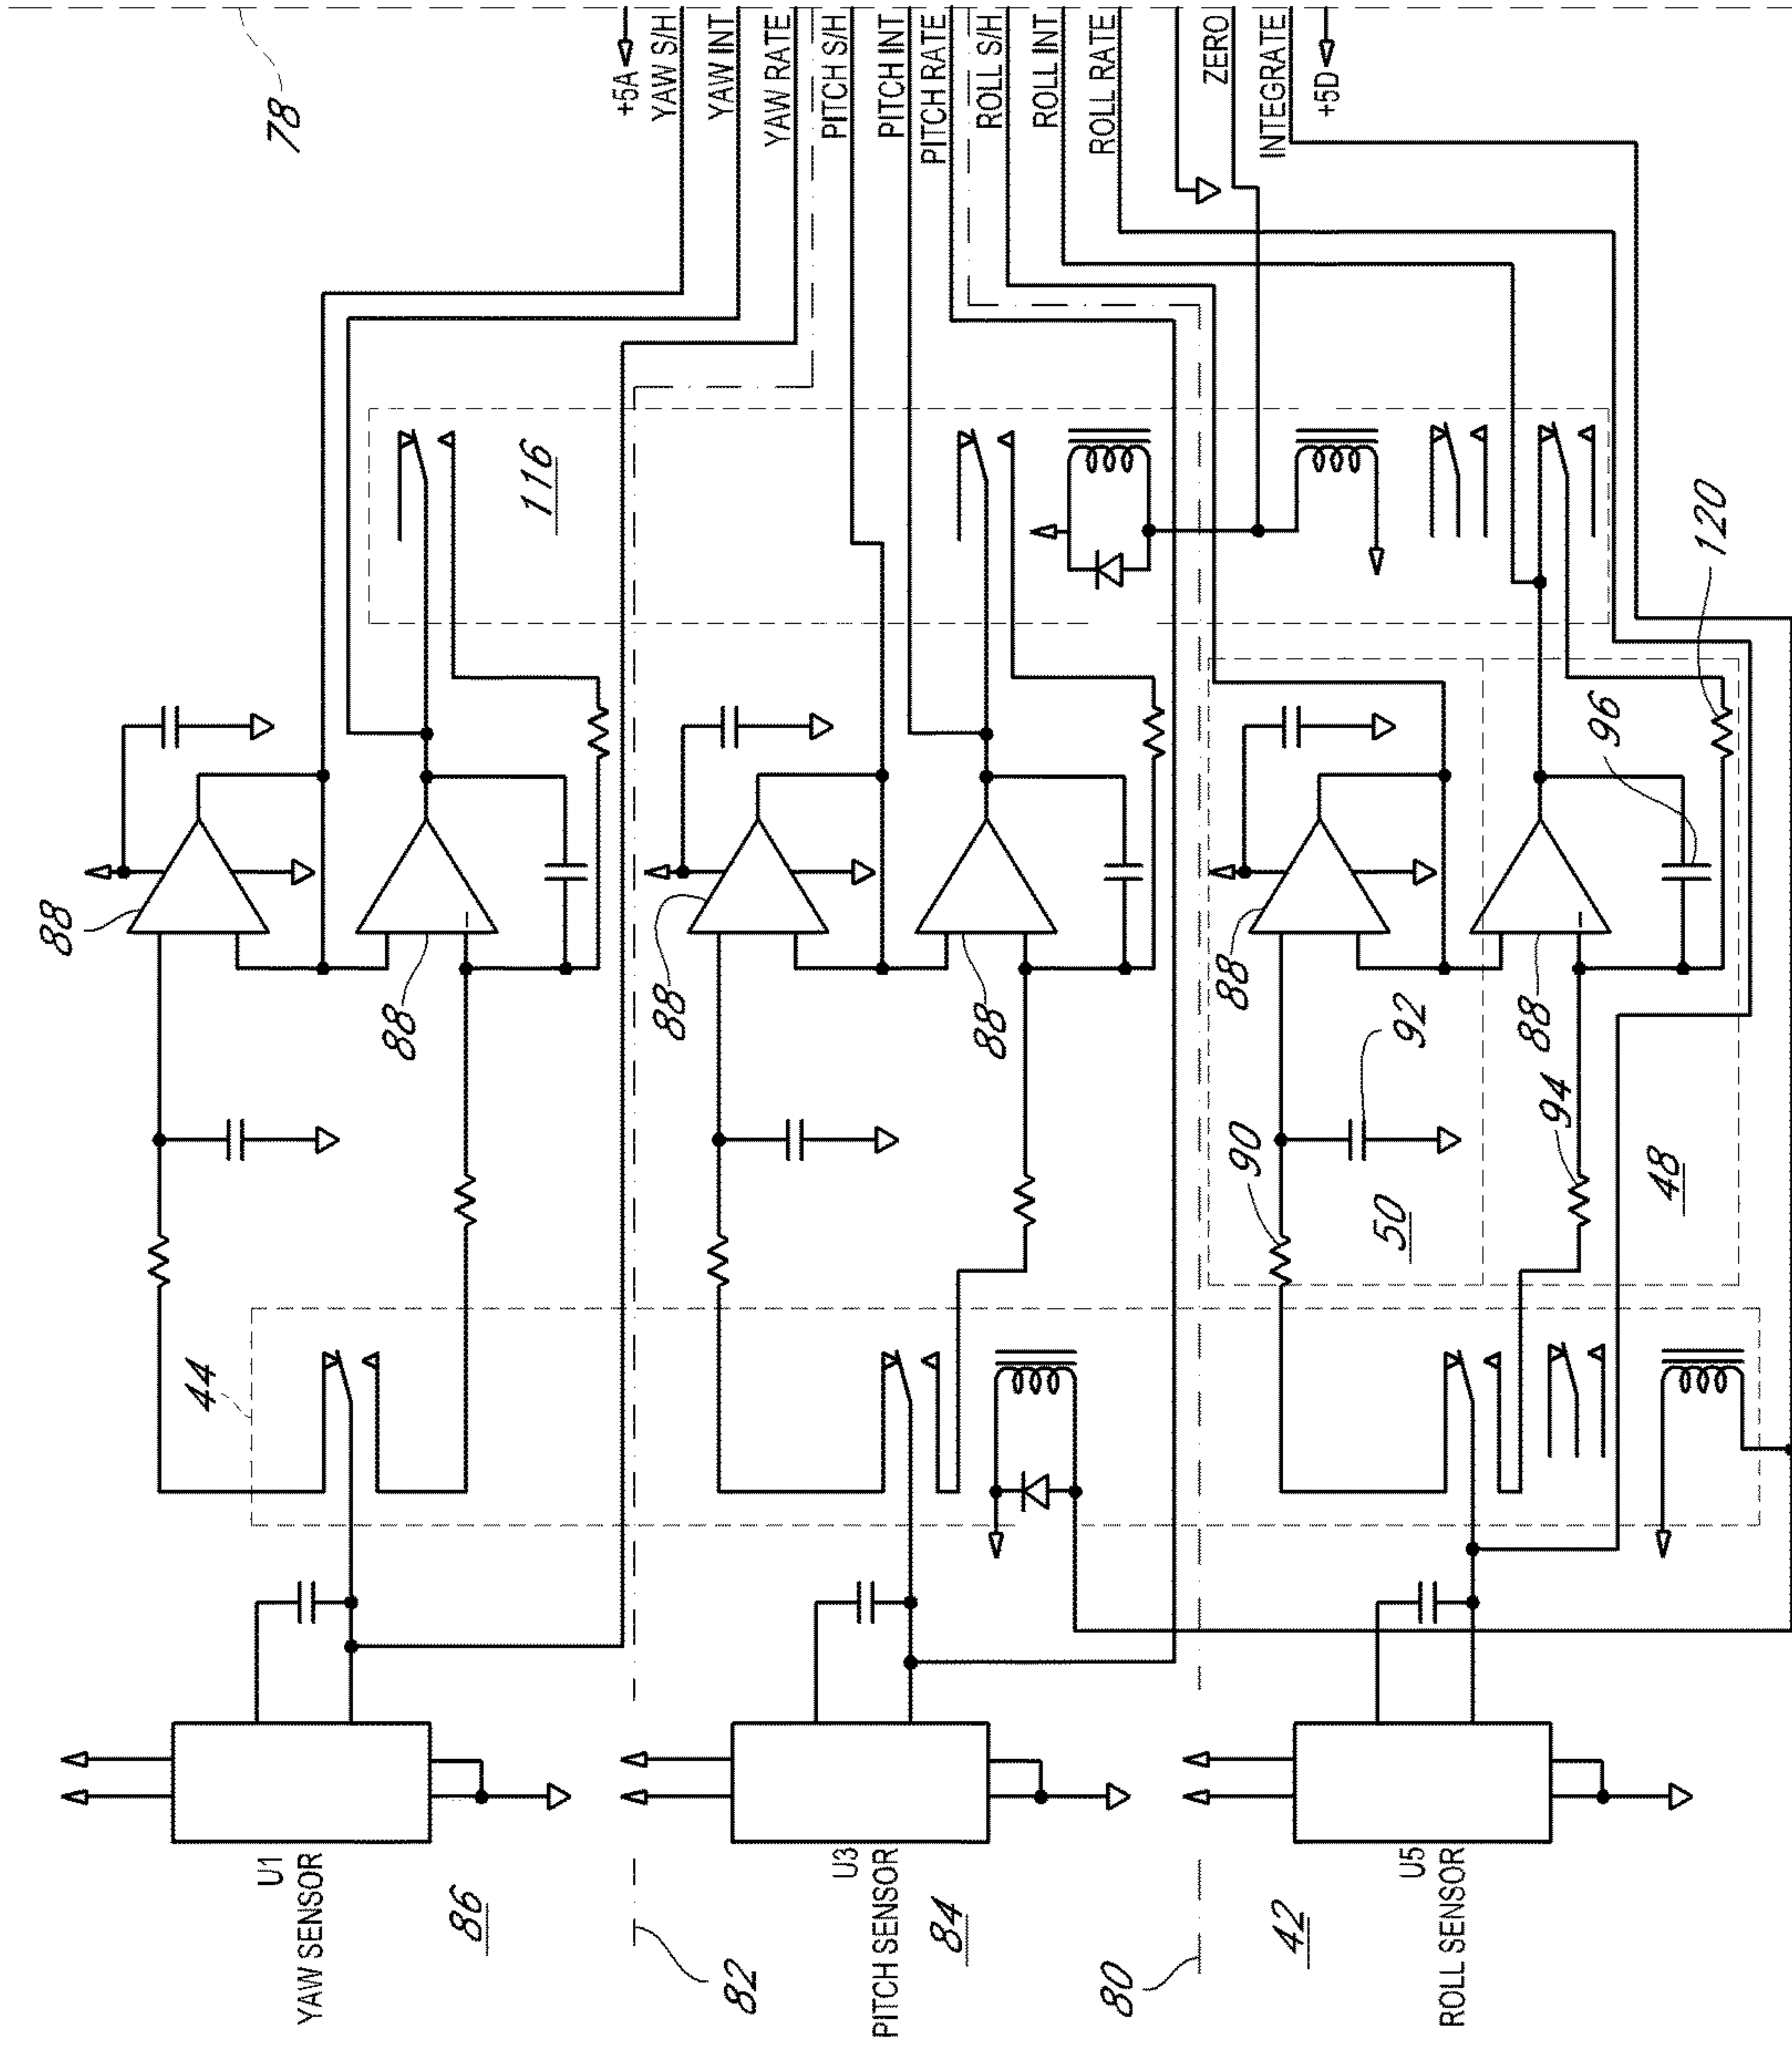 78
+5A
YAW S/H
YAW INT
YAW RATE
PITCH S/H
PITCH INT
PITCH RATE
ROLL S/H
ROLL INT
ROLL RATE
ZERO
INTEGRATE
+5D
116
120
96
88
88
88
88
88
88
92
90
94
50
48
44
U1
YAW SENSOR
86
82
U3
PITCH SENSOR
84
80
42
U5
ROLL SENSOR